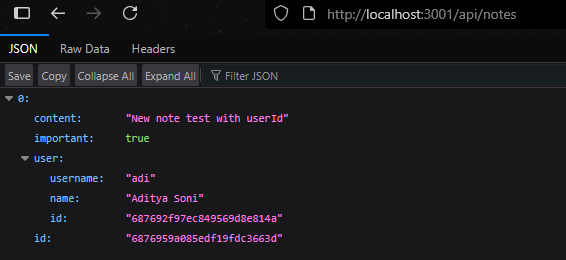 http://localhost:3001/api/notes
JSON Raw Data Headers
Save Copy Collapse All Expand All Filter JSON
0:
content: "New note test with userId"
important: true
user:
username: "adi"
name: "Aditya Soni"
id: "687692f97ec849569d8e814a"
id: "6876959a085edf19fdc3663d"